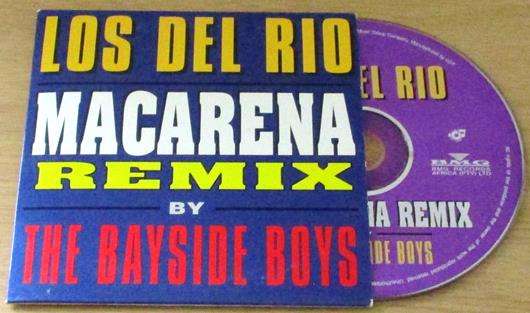 LOS DEL RIO
MACARENA
REMIX
BY
THE BAYSIDE BOYS
EL RIO
BMG
BMG RECORDS
AFRICA (PTY) LTD
NA REMIX
IDE BOYS